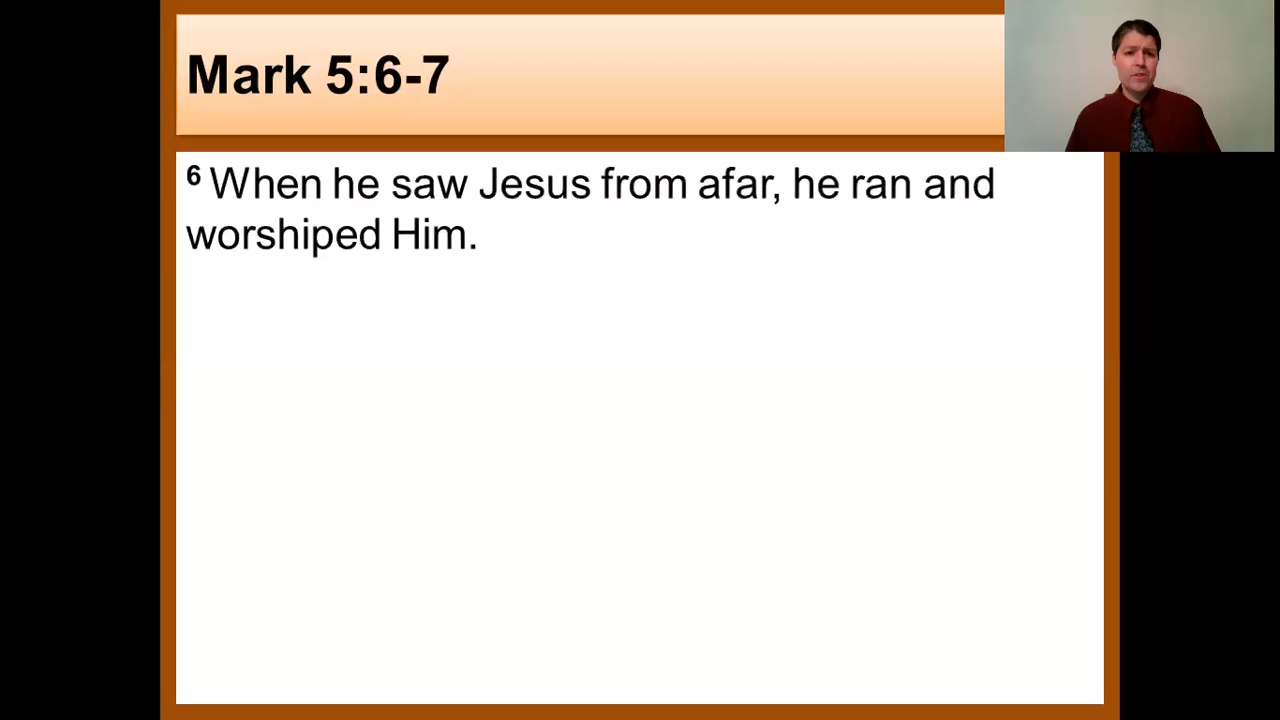 Mark 5:6-7
6 When he saw Jesus from afar, he ran and
worshiped Him.